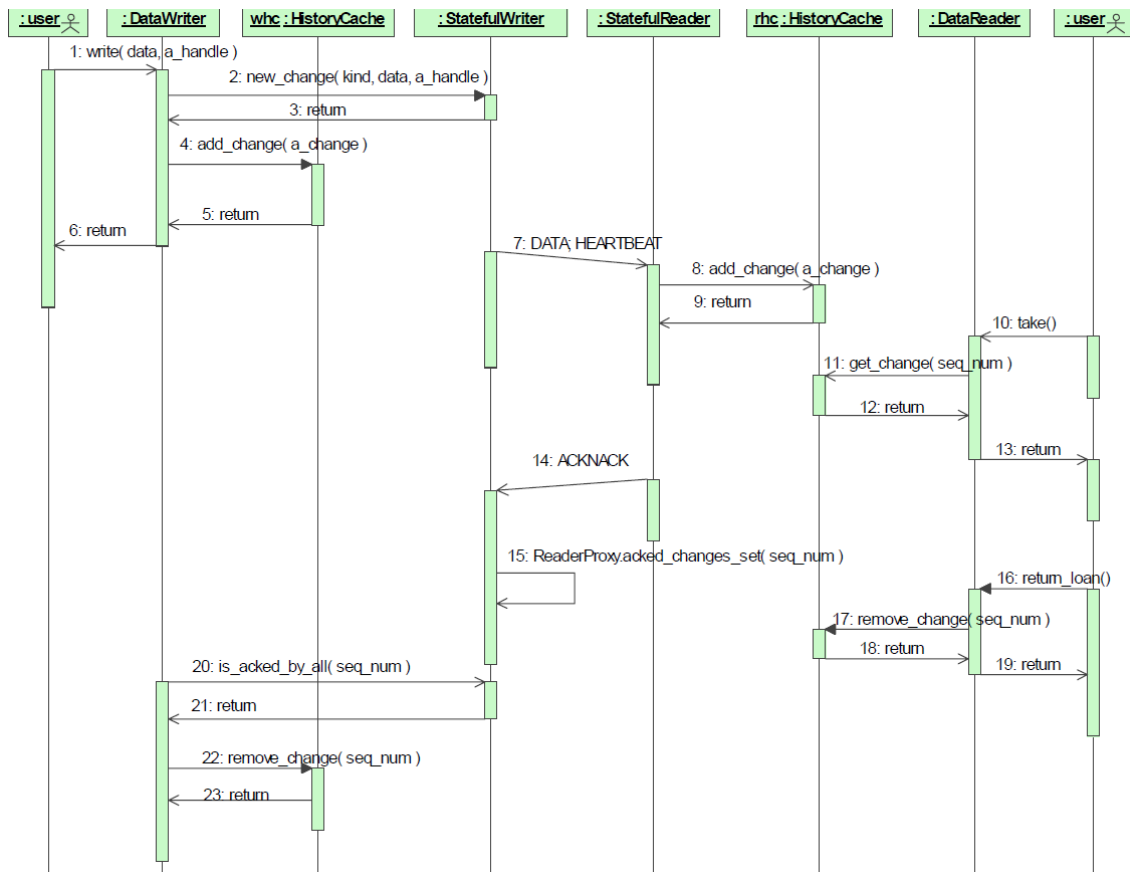 : user
: DataWriter
whc : HistoryCache
: StatefulWriter
: StatefulReader
rhc : HistoryCache
: DataReader
: user
1: write( data, a_handle )
2: new_change( kind, data, a_handle )
3: return
4: add_change( a_change )
5: return
6: return
7: DATA; HEARTBEAT
8: add_change( a_change )
9: return
10: take()
11: get_change( seq_num )
12: return
13: return
14: ACKNACK
15: ReaderProxy.acked_changes_set( seq_num )
16: return_loan()
17: remove_change( seq_num )
18: return
19: return
20: is_acked_by_all( seq_num )
21: return
22: remove_change( seq_num )
23: return